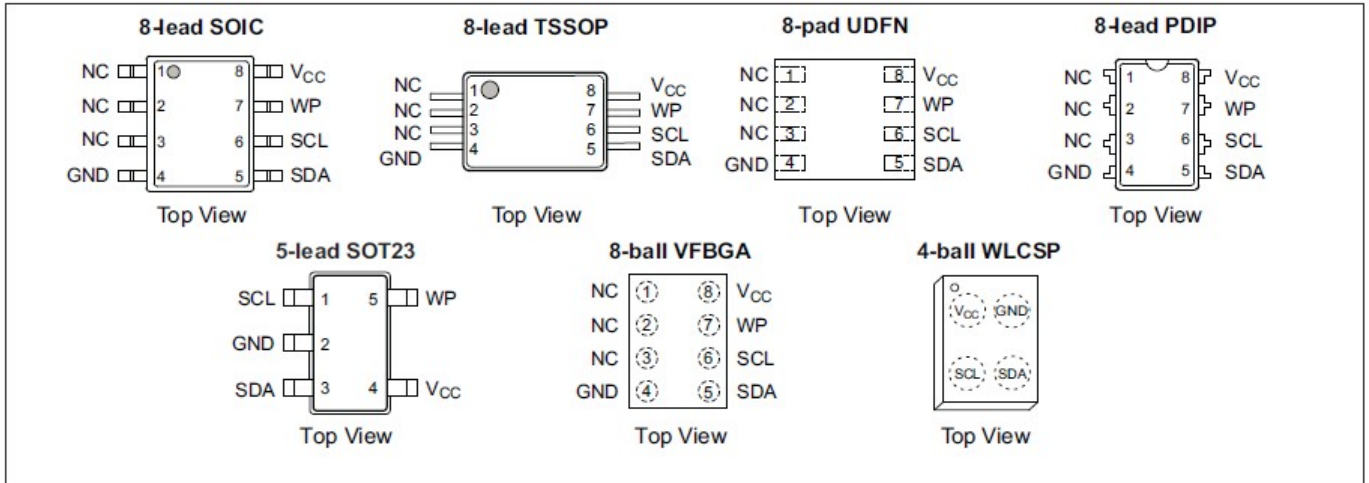 8-lead SOIC 8-lead TSSOP 8-pad UDFN 8-lead PDIP
NC 1 8 VCC
NC 2 7 WP
NC 3 6 SCL
GND 4 5 SDA
Top View
NC 1 8 VCC
NC 2 7 WP
NC 3 6 SCL
GND 4 5 SDA
Top View
NC 1 8 VCC
NC 2 7 WP
NC 3 6 SCL
GND 4 5 SDA
Top View
NC 1 8 VCC
NC 2 7 WP
NC 3 6 SCL
GND 4 5 SDA
Top View
5-lead SOT23 8-ball VFBGA 4-ball WLCSP
SCL 1 5 WP
GND 2
SDA 3 4 VCC
Top View
NC 1 8 VCC
NC 2 7 WP
NC 3 6 SCL
GND 4 5 SDA
Top View
VCC GND
SCL SDA
Top View